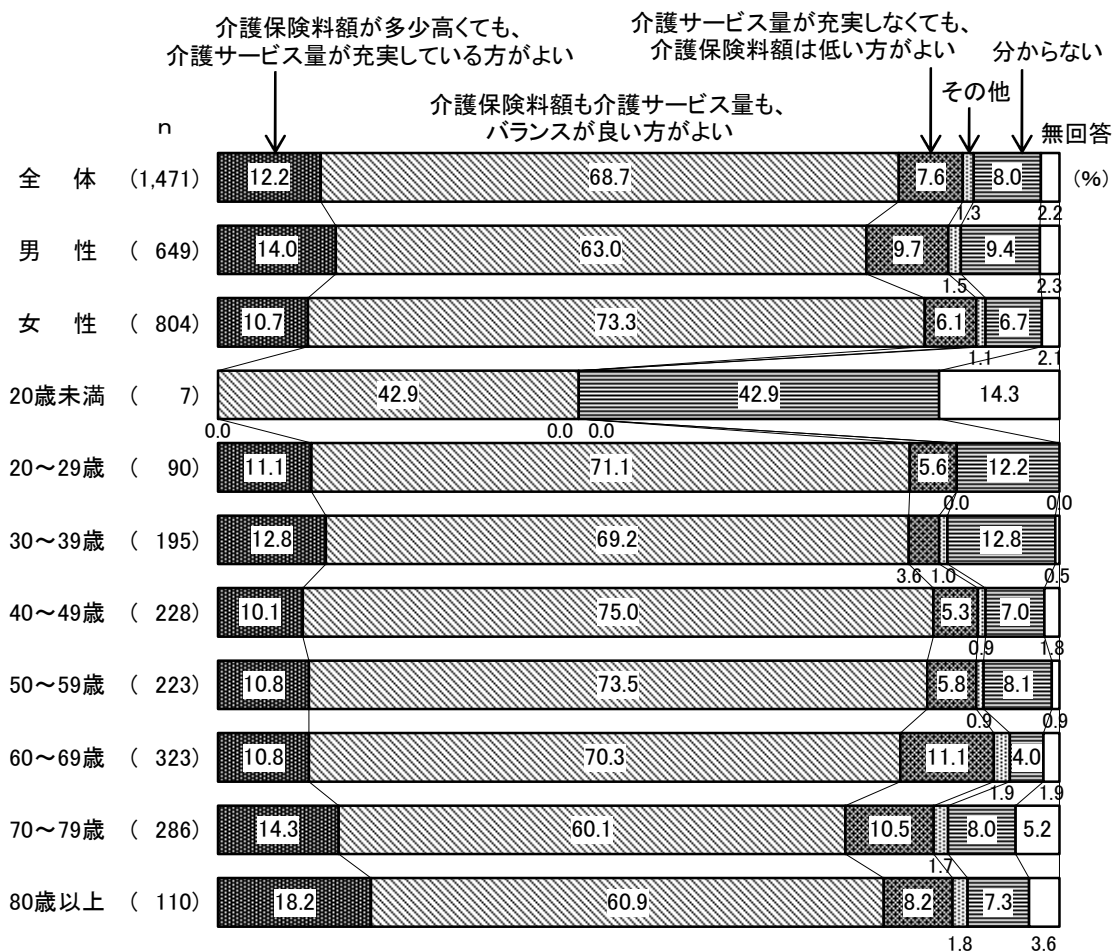 介護保険料額が多少高くても、
介護サービス量が充実している方がよい
介護サービス量が充実しなくても、
介護保険料額は低い方がよい
分からない
その他
介護保険料額も介護サービス量も、
バランスが良い方がよい
n
無回答
全 体 (1,471) 12.2 68.7 7.6 8.0 (%)
1.3 2.2
男 性 ( 649) 14.0 63.0 9.7 9.4
1.5 2.3
女 性 ( 804) 10.7 73.3 6.1 6.7
1.1 2.1
20歳未満 ( 7) 42.9 42.9 14.3
0.0 0.0 0.0
20～29歳 ( 90) 11.1 71.1 5.6 12.2
0.0 0.0
30～39歳 ( 195) 12.8 69.2 12.8
3.6 1.0 0.5
40～49歳 ( 228) 10.1 75.0 5.3 7.0
0.9 1.8
50～59歳 ( 223) 10.8 73.5 5.8 8.1
0.9 0.9
60～69歳 ( 323) 10.8 70.3 11.1 4.0
1.9 1.9
70～79歳 ( 286) 14.3 60.1 10.5 8.0 5.2
1.7
80歳以上 ( 110) 18.2 60.9 8.2 7.3
1.8 3.6